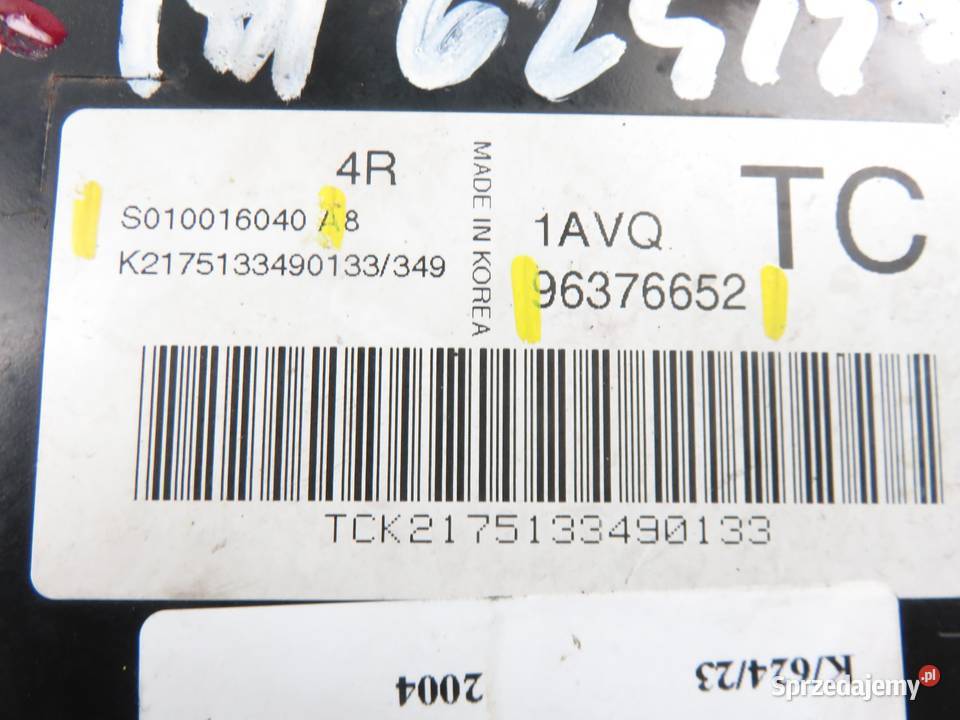 4R
S010016040 A8
K2175133490133/349
MADE IN KOREA
1AVQ
96376652
TC
TCK2175133490133
2004
K/624/23
Sprzedajemy.pl